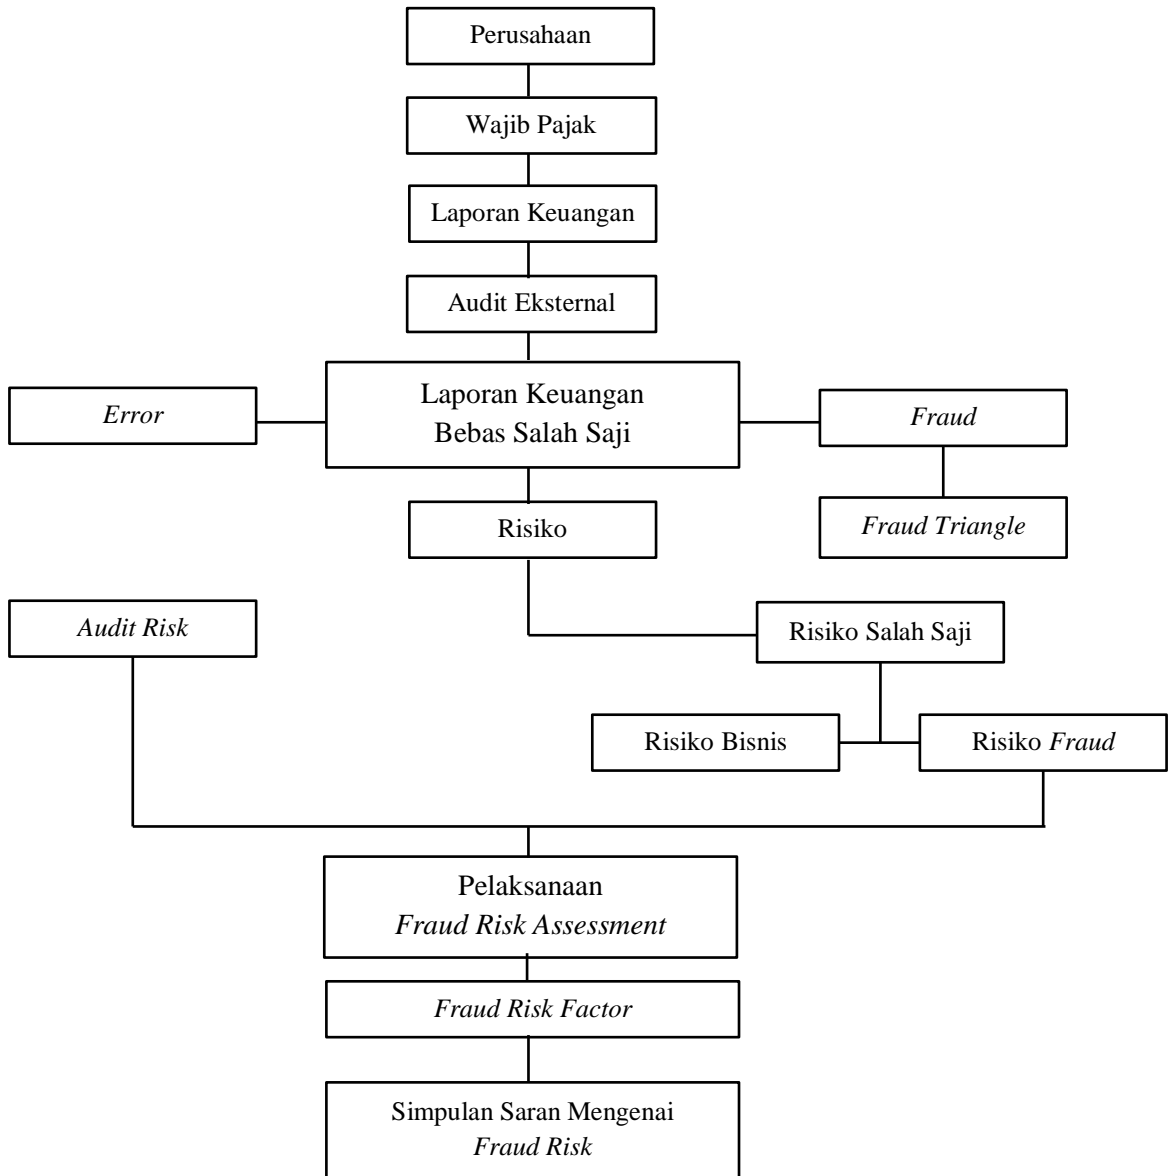 Perusahaan
Wajib Pajak
Laporan Keuangan
Audit Eksternal
Error
Laporan Keuangan
Bebas Salah Saji
Fraud
Risiko
Fraud Triangle
Audit Risk
Risiko Salah Saji
Risiko Bisnis
Risiko Fraud
Pelaksanaan
Fraud Risk Assessment
Fraud Risk Factor
Simpulan Saran Mengenai
Fraud Risk